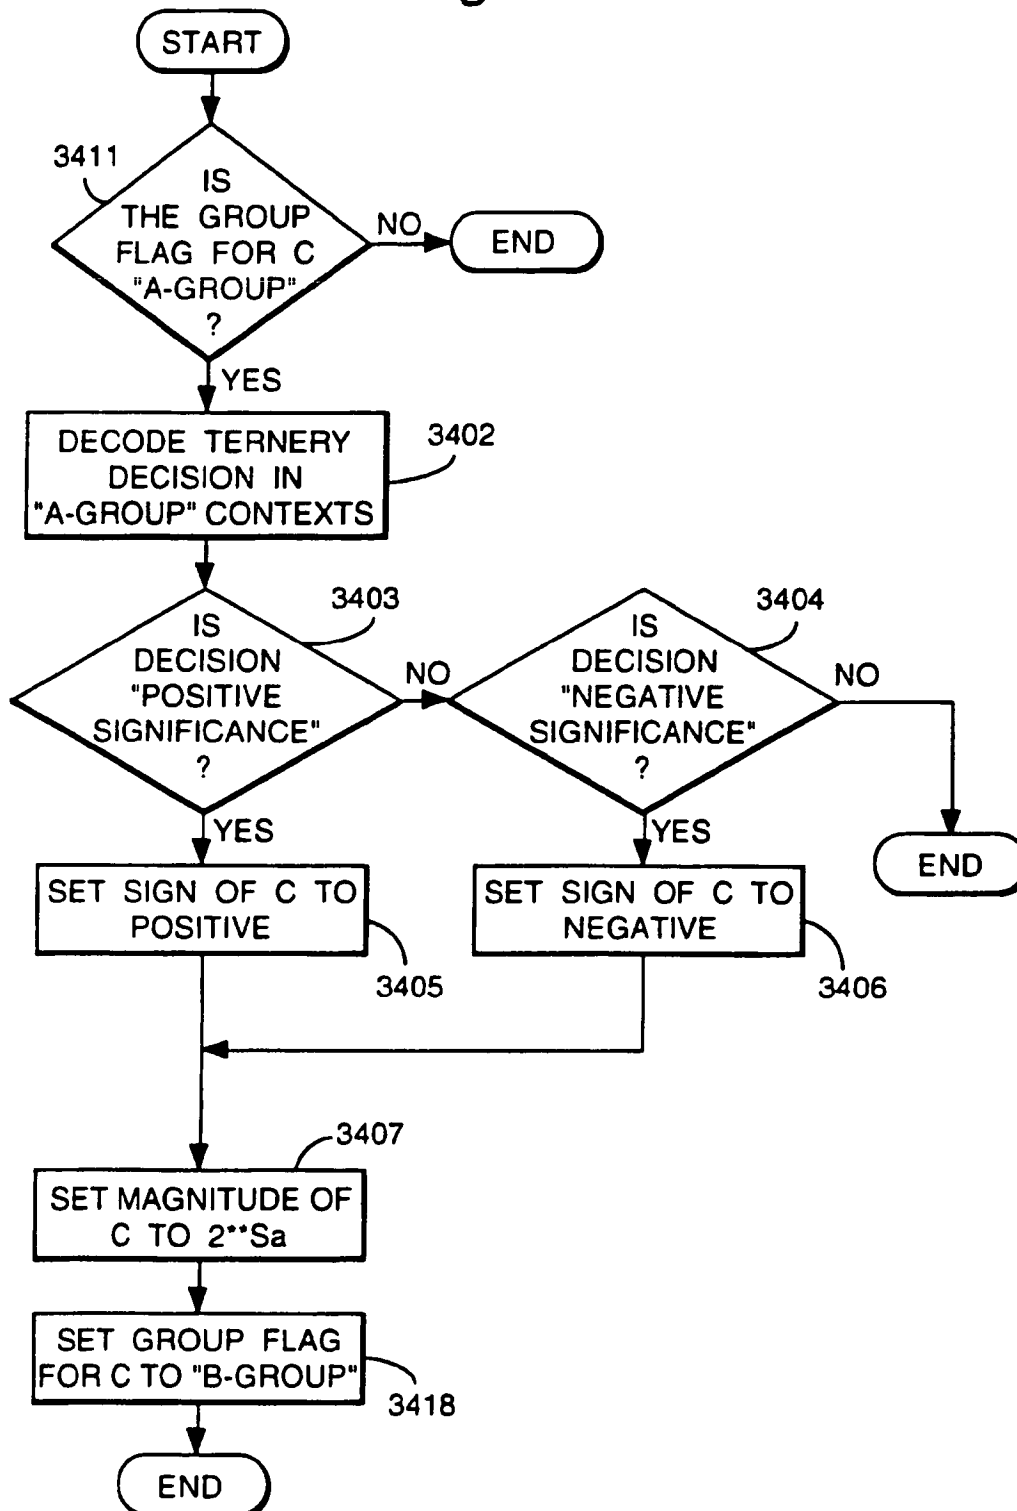 START
3411
IS
THE GROUP
FLAG FOR C
"A-GROUP"
?
NO
END
YES
DECODE TERNERY
DECISION IN
"A-GROUP" CONTEXTS
3402
3403
IS
DECISION
"POSITIVE
SIGNIFICANCE"
?
NO
3404
IS
DECISION
"NEGATIVE
SIGNIFICANCE"
?
NO
YES
YES
END
SET SIGN OF C TO
POSITIVE
3405
SET SIGN OF C TO
NEGATIVE
3406
3407
SET MAGNITUDE OF
C TO 2**Sa
SET GROUP FLAG
FOR C TO "B-GROUP"
3418
END